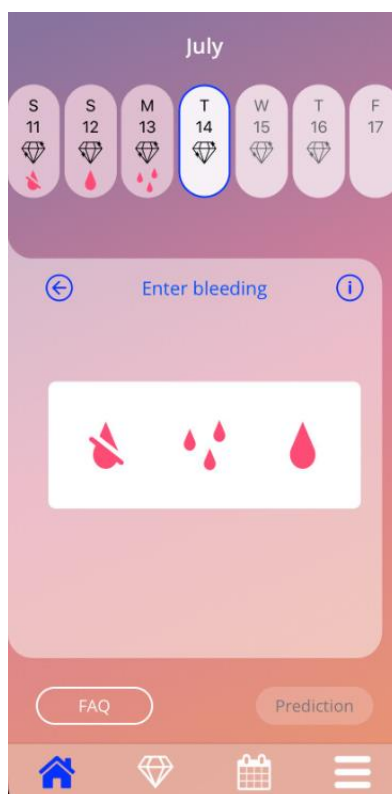 July
S S M T W T F
11 12 13 14 15 16 17
Enter bleeding
i
FAQ
Prediction